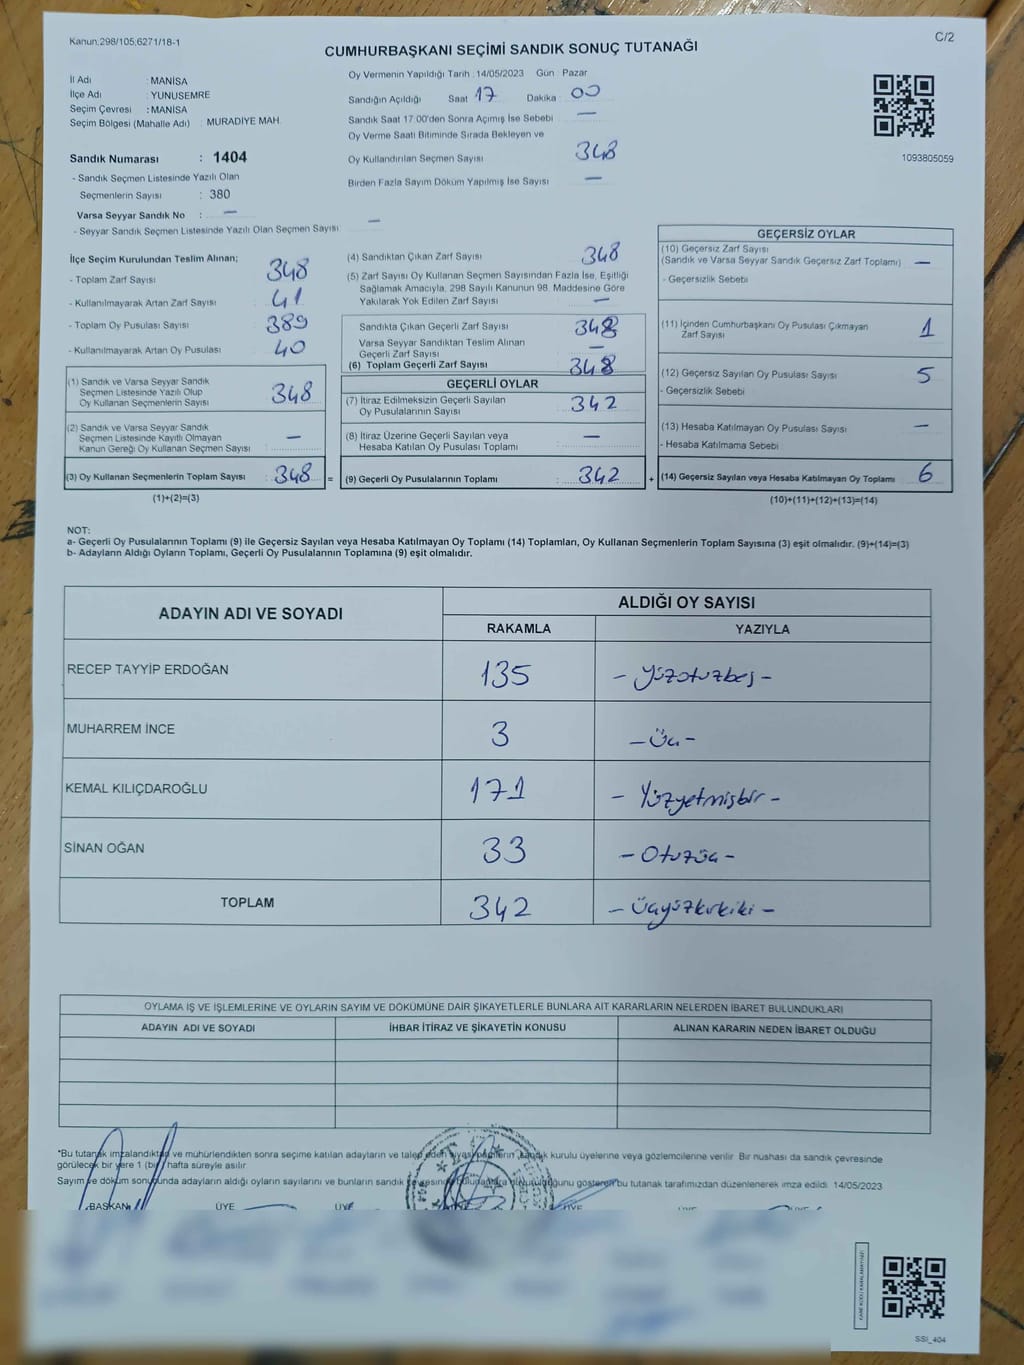 Kanun:298/105;6271/18-1
C/2
CUMHURBAŞKANI SEÇİMİ SANDIK SONUÇ TUTANAĞI
İl Adı : MANİSA
İlçe Adı : YUNUSEMRE
Seçim Çevresi : MANİSA
Seçim Bölgesi (Mahalle Adı) : MURADİYE MAH.
Sandık Numarası : 1404
- Sandık Seçmen Listesinde Yazılı Olan
Seçmenlerin Sayısı : 380
Varsa Seyyar Sandık No : —
- Seyyar Sandık Seçmen Listesinde Yazılı Olan Seçmen Sayısı —
Oy Vermenin Yapıldığı Tarih : 14/05/2023 Gün : Pazar
Sandığın Açıldığı Saat 17 Dakika : 00
Sandık Saat 17:00'den Sonra Açımış İse Sebebi —
Oy Verme Saati Bitiminde Sırada Bekleyen ve
Oy Kullandırılan Seçmen Sayısı 348
Birden Fazla Sayım Döküm Yapılmış İse Sayısı —
1093805059
İlçe Seçim Kurulundan Teslim Alınan;
- Toplam Zarf Sayısı 348
- Kullanılmayarak Artan Zarf Sayısı 41
- Toplam Oy Pusulası Sayısı 389
- Kullanılmayarak Artan Oy Pusulası 40
(1) Sandık ve Varsa Seyyar Sandık
Seçmen Listesinde Yazılı Olup
Oy Kullanan Seçmenlerin Sayısı 348
(2) Sandık ve Varsa Seyyar Sandık
Seçmen Listesinde Kayıtlı Olmayan
Kanun Gereği Oy Kullanan Seçmen Sayısı —
(3) Oy Kullanan Seçmenlerin Toplam Sayısı : 348 =
(1)+(2)=(3)
(4) Sandıktan Çıkan Zarf Sayısı 348
(5) Zarf Sayısı Oy Kullanan Seçmen Sayısından Fazla İse, Eşitliği
Sağlamak Amacıyla, 298 Sayılı Kanunun 98. Maddesine Göre
Yakılarak Yok Edilen Zarf Sayısı —
Sandıkta Çıkan Geçerli Zarf Sayısı 348
Varsa Seyyar Sandıktan Teslim Alınan
Geçerli Zarf Sayısı —
(6) Toplam Geçerli Zarf Sayısı 348
GEÇERLİ OYLAR
(7) İtiraz Edilmeksizin Geçerli Sayılan
Oy Pusulalarının Sayısı 342
(8) İtiraz Üzerine Geçerli Sayılan veya
Hesaba Katılan Oy Pusulası Toplamı —
(9) Geçerli Oy Pusulalarının Toplamı 342 +
GEÇERSİZ OYLAR
(10) Geçersiz Zarf Sayısı
(Sandık ve Varsa Seyyar Sandık Geçersiz Zarf Toplamı) —
- Geçersizlik Sebebi
(11) İçinden Cumhurbaşkanı Oy Pusulası Çıkmayan
Zarf Sayısı 1
(12) Geçersiz Sayılan Oy Pusulası Sayısı 5
- Geçersizlik Sebebi
(13) Hesaba Katılmayan Oy Pusulası Sayısı —
- Hesaba Katılmama Sebebi
(14) Geçersiz Sayılan veya Hesaba Katılmayan Oy Toplamı 6
(10)+(11)+(12)+(13)=(14)
NOT:
a- Geçerli Oy Pusulalarının Toplamı (9) ile Geçersiz Sayılan veya Hesaba Katılmayan Oy Toplamı (14) Toplamları, Oy Kullanan Seçmenlerin Toplam Sayısına (3) eşit olmalıdır. (9)+(14)=(3)
b- Adayların Aldığı Oyların Toplamı, Geçerli Oy Pusulalarının Toplamına (9) eşit olmalıdır.
ADAYIN ADI VE SOYADI ALDIĞI OY SAYISI
RAKAMLA YAZIYLA
RECEP TAYYİP ERDOĞAN 135 - Yüzotuzbeş -
MUHARREM İNCE 3 - Üç -
KEMAL KILIÇDAROĞLU 171 - Yüzyetmişbir -
SİNAN OĞAN 33 - Otuzüç -
TOPLAM 342 - Üçyüzkırkiki -
OYLAMA İŞ VE İŞLEMLERİNE VE OYLARIN SAYIM VE DÖKÜMÜNE DAİR ŞİKAYETLERLE BUNLARA AİT KARARLARIN NELERDEN İBARET BULUNDUKLARI
ADAYIN ADI VE SOYADI İHBAR İTİRAZ VE ŞİKAYETİN KONUSU ALINAN KARARIN NEDEN İBARET OLDUĞU
*Bu tutanak imzalandıktan ve mühürlendikten sonra seçime katılan adayların ve talep eden siyasi partilerin, sandık kurulu üyelerine veya gözlemcilerine verilir. Bir nushası da sandık çevresinde
görülecek bir yere 1 (bir) hafta süreyle asılır.
Sayım ve döküm sonucunda adayların aldığı oyların sayılarını ve bunların sandık gösteren bu tutanak tarafımızdan düzenlenerek imza edildi. 14/05/2023
BAŞKAN ÜYE ÜYE ÜYE ÜYE ÜYE
SSI_404